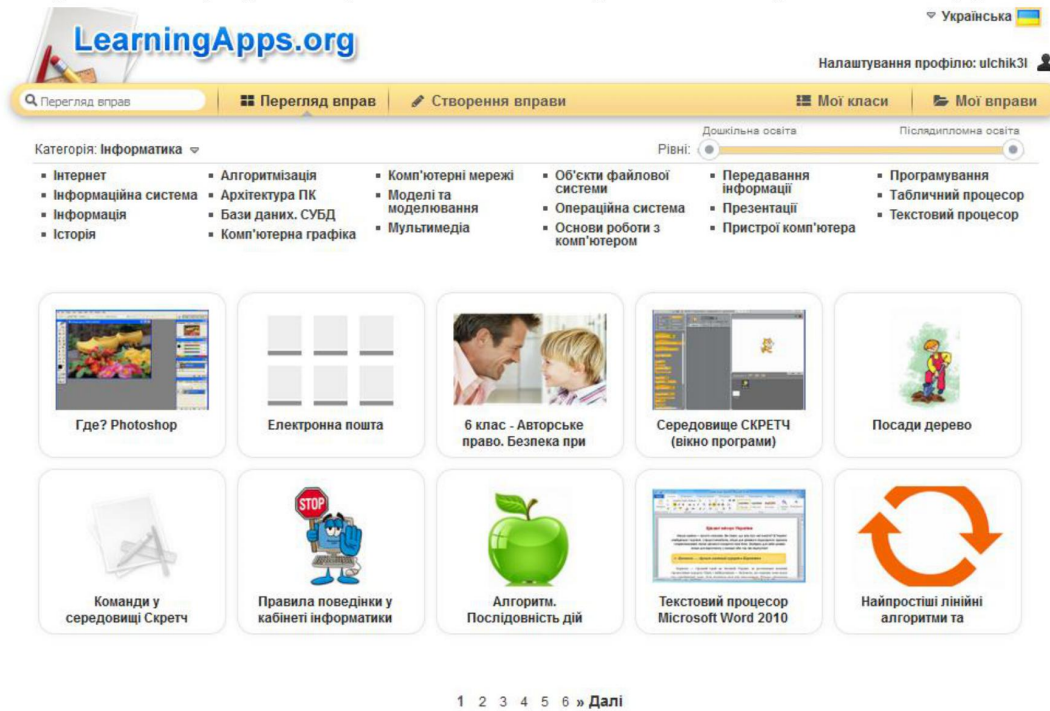 Українська
LearningApps.org
Налаштування профілю: ulchik3l
Перегляд вправ
Перегляд вправ
Створення вправи
Мої класи
Мої вправи
Дошкільна освіта
Післядипломна освіта
Категорія: Інформатика
Рівні:
Інтернет
Інформаційна система
Інформація
Історія
Алгоритмізація
Архітектура ПК
Бази даних. СУБД
Комп'ютерна графіка
Комп'ютерні мережі
Моделі та
моделювання
Мультимедіа
Об'єкти файлової
системи
Операційна система
Основи роботи з
комп'ютером
Передавання
інформації
Презентації
Пристрої комп'ютера
Програмування
Табличний процесор
Текстовий процесор
Где? Photoshop
Електронна пошта
6 клас - Авторське
право. Безпека при
Середовище СКРЕТЧ
(вікно програми)
Посади дерево
STOP
Команди у
середовищі Скретч
Правила поведінки у
кабінеті інформатики
Алгоритм.
Послідовність дій
Текстовий процесор
Microsoft Word 2010
Найпростіші лінійні
алгоритми та
1 2 3 4 5 6 » Далі